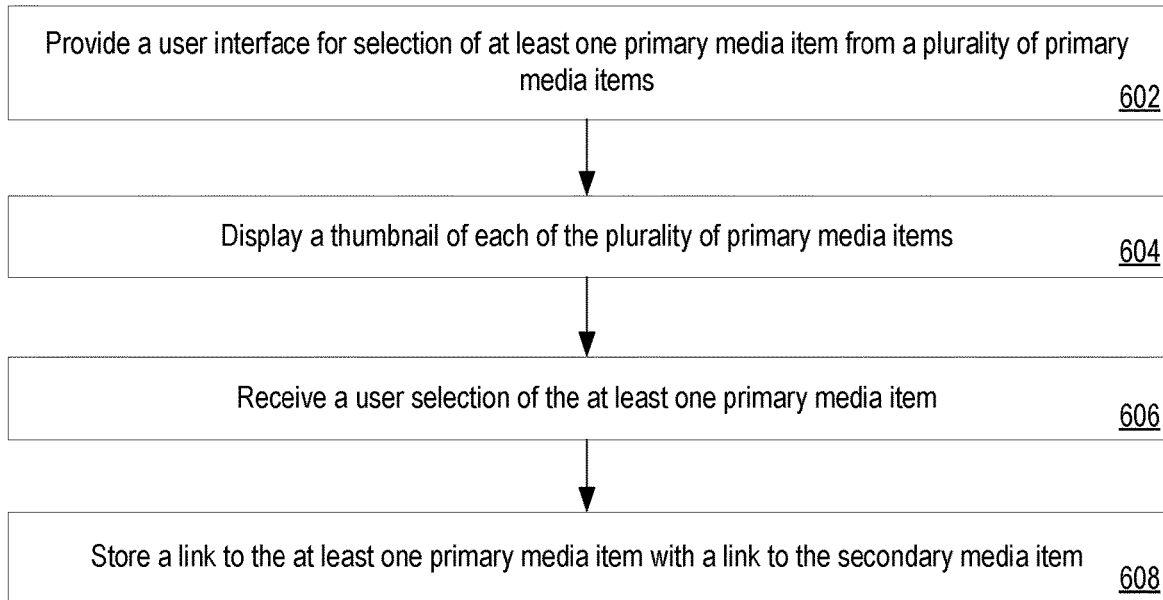 Provide a user interface for selection of at least one primary media item from a plurality of primary
media items
602
Display a thumbnail of each of the plurality of primary media items
604
Receive a user selection of the at least one primary media item
606
Store a link to the at least one primary media item with a link to the secondary media item
608